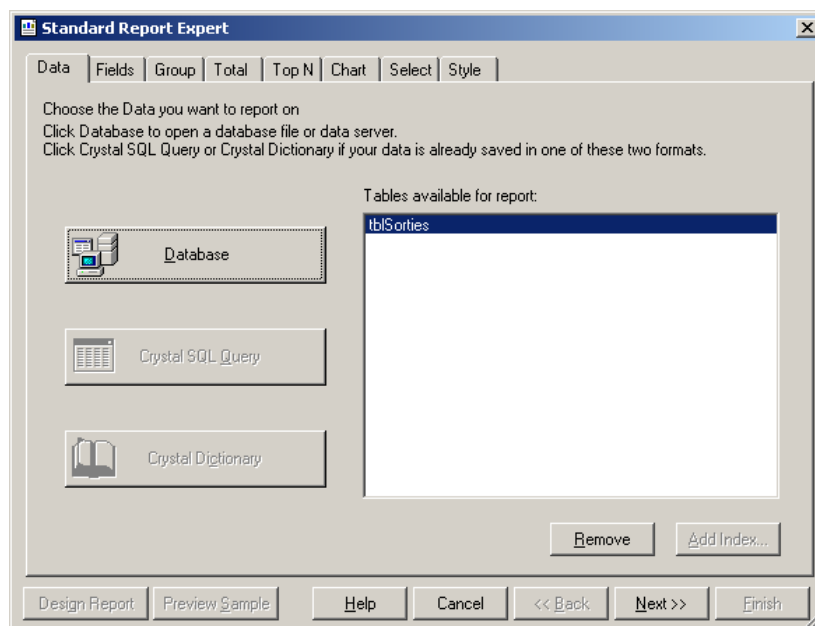 Standard Report Expert
Data Fields Group Total Top N Chart Select Style
Choose the Data you want to report on
Click Database to open a database file or data server.
Click Crystal SQL Query or Crystal Dictionary if your data is already saved in one of these two formats.
Tables available for report:
tblSorties
Database
Crystal SQL Query
Crystal Dictionary
Remove Add Index...
Design Report Preview Sample Help Cancel << Back Next >> Finish